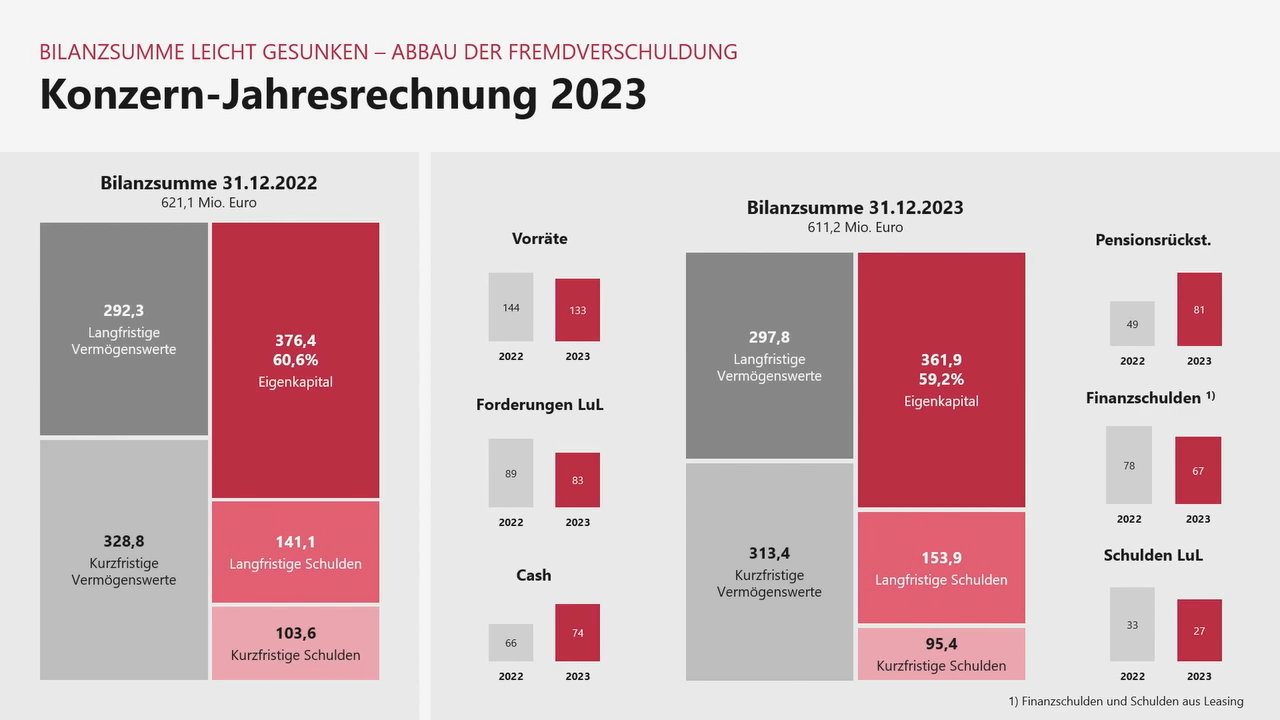 BILANZSUMME LEICHT GESUNKEN – ABBAU DER FREMDVERSCHULDUNG
Konzern-Jahresrechnung 2023
Bilanzsumme 31.12.2022
621,1 Mio. Euro
292,3
Langfristige
Vermögenswerte
376,4
60,6%
Eigenkapital
328,8
Kurzfristige
Vermögenswerte
141,1
Langfristige Schulden
103,6
Kurzfristige Schulden
Vorräte
144
133
2022
2023
Forderungen LuL
89
83
2022
2023
Cash
66
74
2022
2023
Bilanzsumme 31.12.2023
611,2 Mio. Euro
297,8
Langfristige
Vermögenswerte
361,9
59,2%
Eigenkapital
313,4
Kurzfristige
Vermögenswerte
153,9
Langfristige Schulden
95,4
Kurzfristige Schulden
Pensionsrückst.
49
81
2022
2023
Finanzschulden 1)
78
67
2022
2023
Schulden LuL
33
27
2022
2023
1) Finanzschulden und Schulden aus Leasing